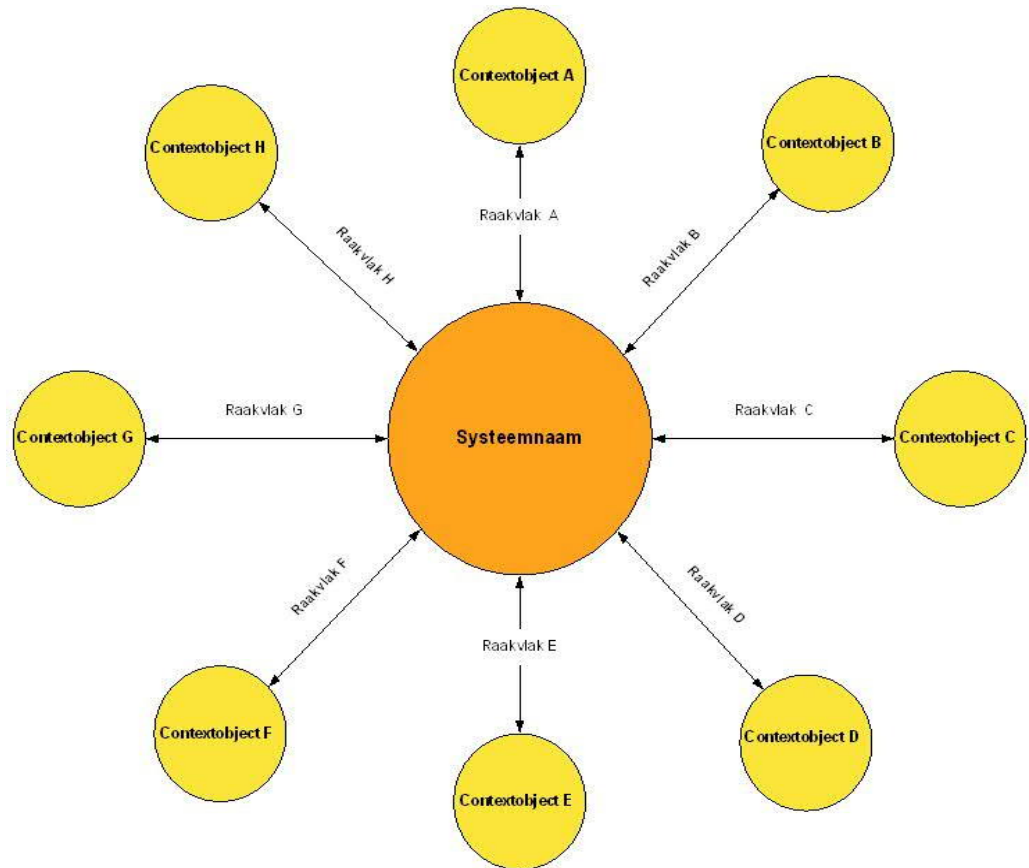 Contextobject A
Contextobject B
Contextobject H
Raakvlak A
Raakvlak B
Raakvlak H
Raakvlak G
Raakvlak C
Contextobject G
Systeemnaam
Contextobject C
Raakvlak F
Raakvlak D
Raakvlak E
Contextobject F
Contextobject D
Contextobject E